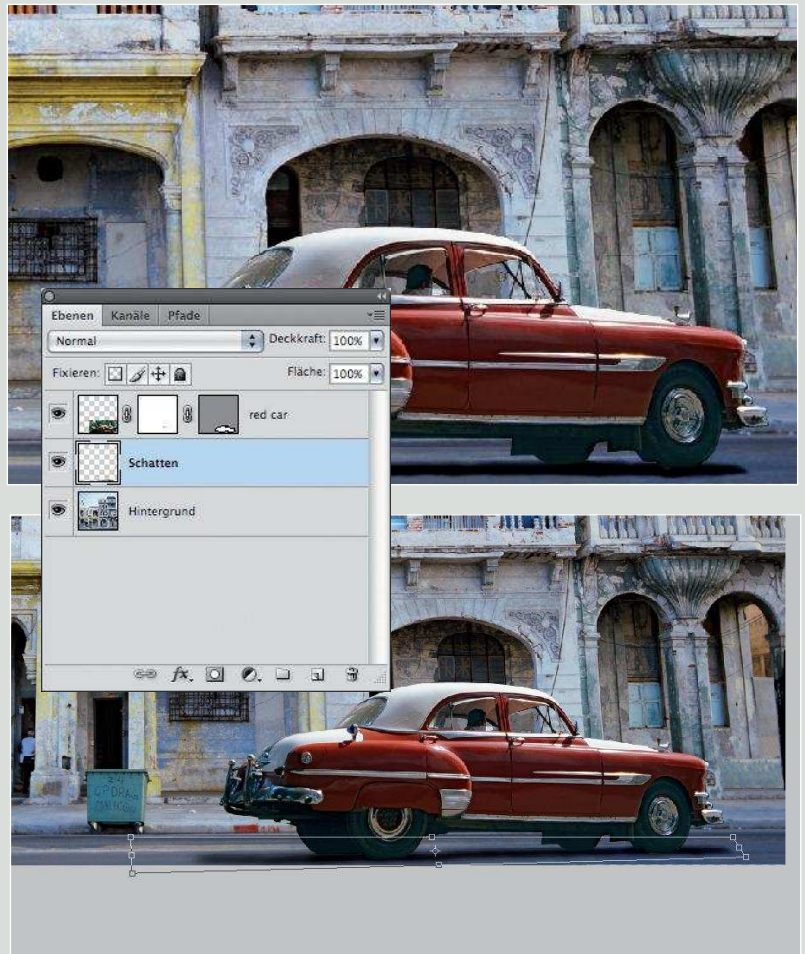 Ebenen Kanäle Pfade
Normal Deckkraft: 100%
Fixieren: Fläche: 100%
red car
Schatten
Hintergrund
fx.